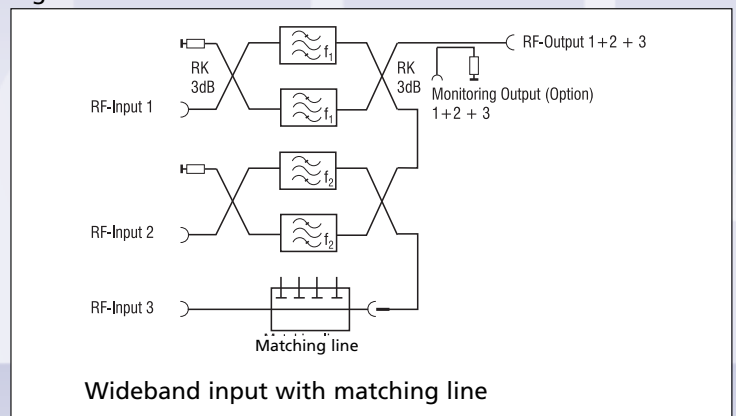 f1
RK
3dB
RF-Input 1
f1
RK
3dB
RF-Output 1+2 + 3
Monitoring Output (Option)
1+2 + 3
f2
RF-Input 2
f2
RF-Input 3
Matching line
Wideband input with matching line